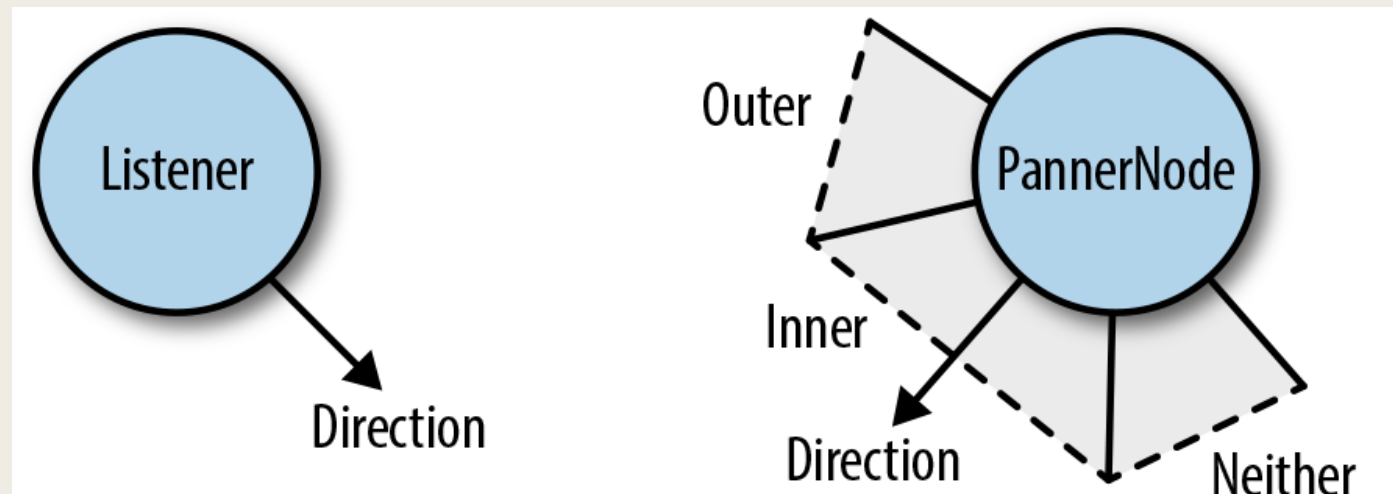 Listener
Direction
Outer
PannerNode
Inner
Direction
Neither